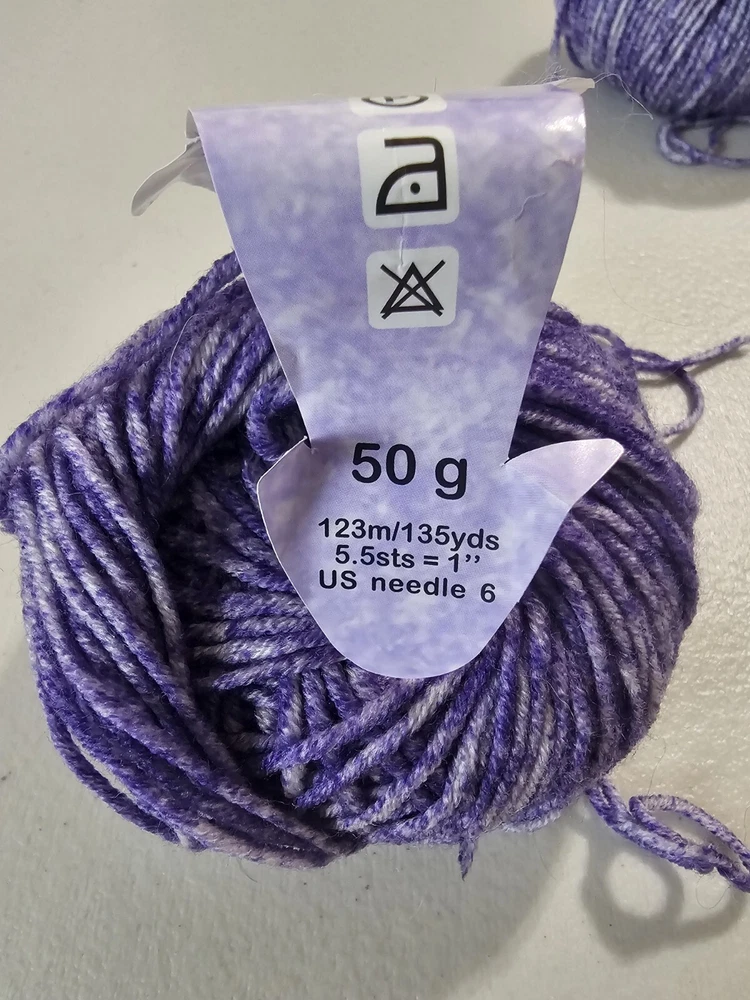 50 g
123m/135yds
5.5sts = 1”
US needle 6